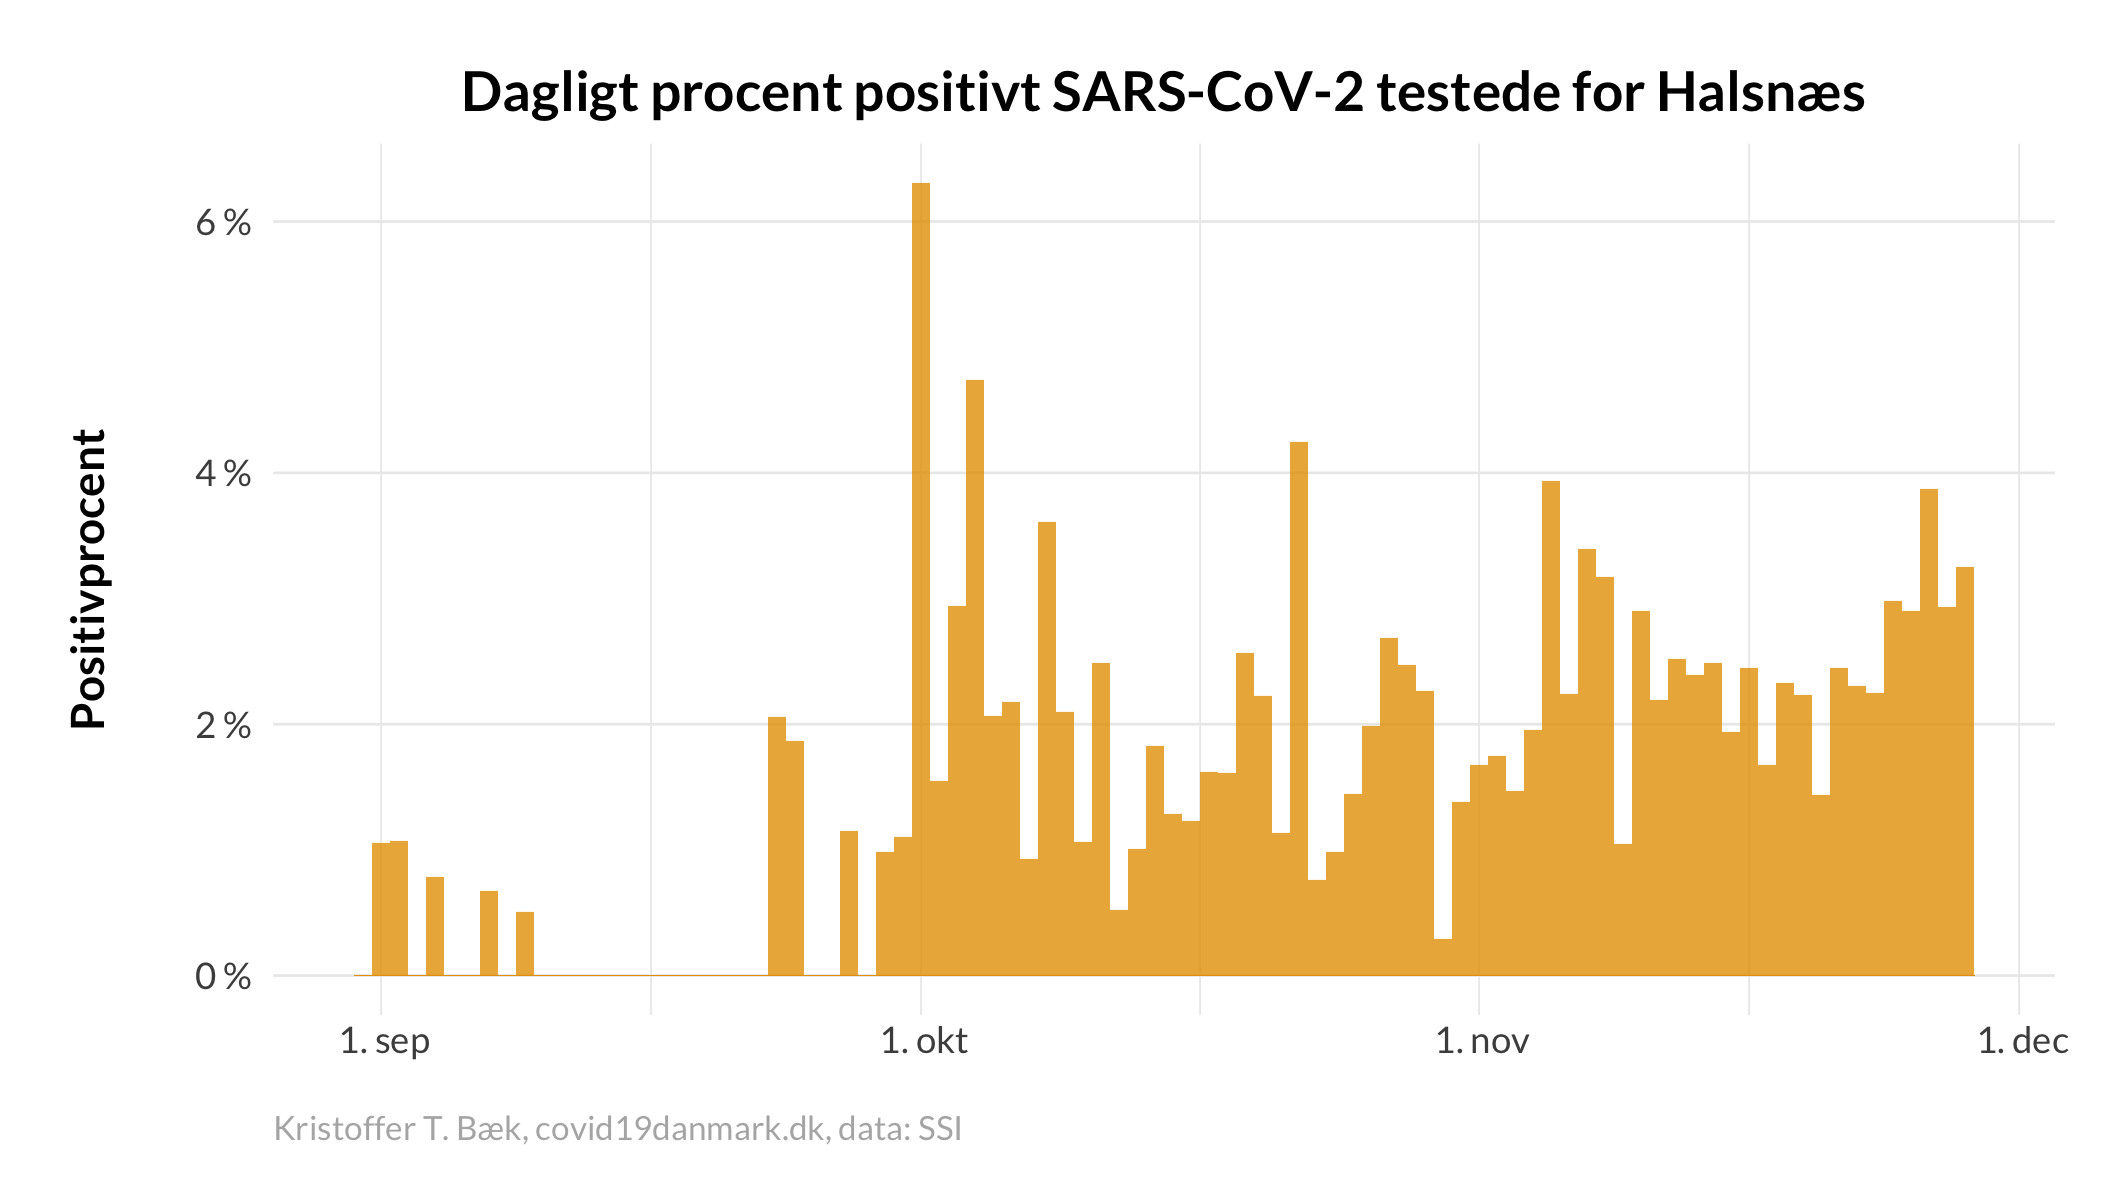 Dagligt procent positivt SARS-CoV-2 testede for Halsnæs
Positivprocent
6 %
4 %
2 %
0 %
1. sep
1. okt
1. nov
1. dec
Kristoffer T. Bæk, covid19danmark.dk, data: SSI